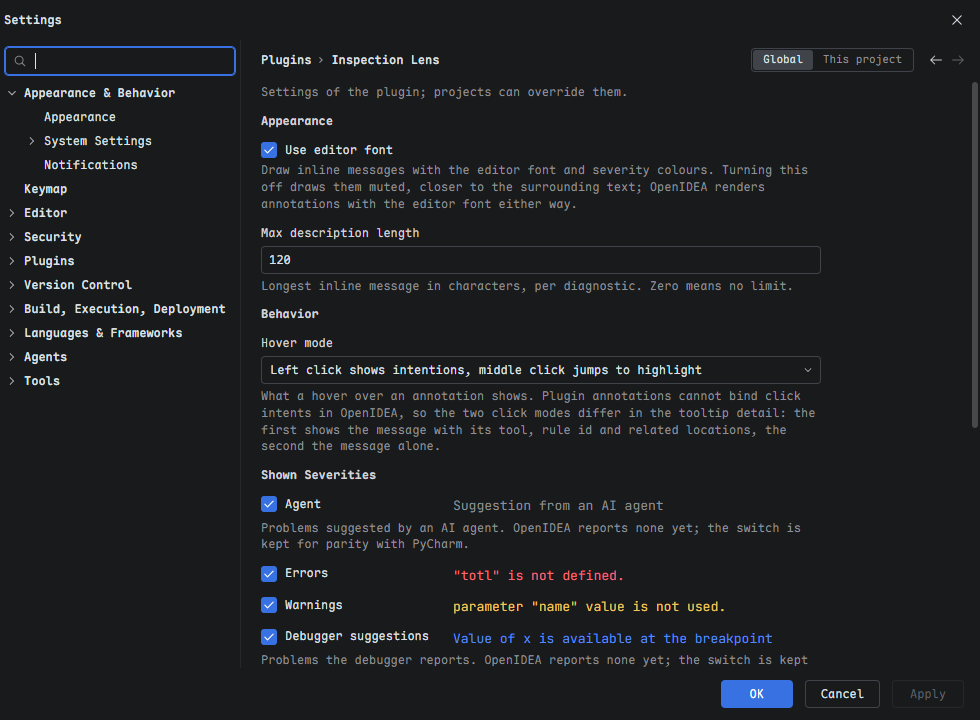 Settings
Appearance & Behavior
Appearance
System Settings
Notifications
Keymap
Editor
Security
Plugins
Version Control
Build, Execution, Deployment
Languages & Frameworks
Agents
Tools
Plugins › Inspection Lens
Global This project
Settings of the plugin; projects can override them.
Appearance
Use editor font
Draw inline messages with the editor font and severity colours. Turning this
off draws them muted, closer to the surrounding text; OpenIDEA renders
annotations with the editor font either way.
Max description length
120
Longest inline message in characters, per diagnostic. Zero means no limit.
Behavior
Hover mode
Left click shows intentions, middle click jumps to highlight
What a hover over an annotation shows. Plugin annotations cannot bind click
intents in OpenIDEA, so the two click modes differ in the tooltip detail: the
first shows the message with its tool, rule id and related locations, the
second the message alone.
Shown Severities
Agent Suggestion from an AI agent
Problems suggested by an AI agent. OpenIDEA reports none yet; the switch is
kept for parity with PyCharm.
Errors "totl" is not defined.
Warnings parameter "name" value is not used.
Debugger suggestions Value of x is available at the breakpoint
Problems the debugger reports. OpenIDEA reports none yet; the switch is kept
OK Cancel Apply